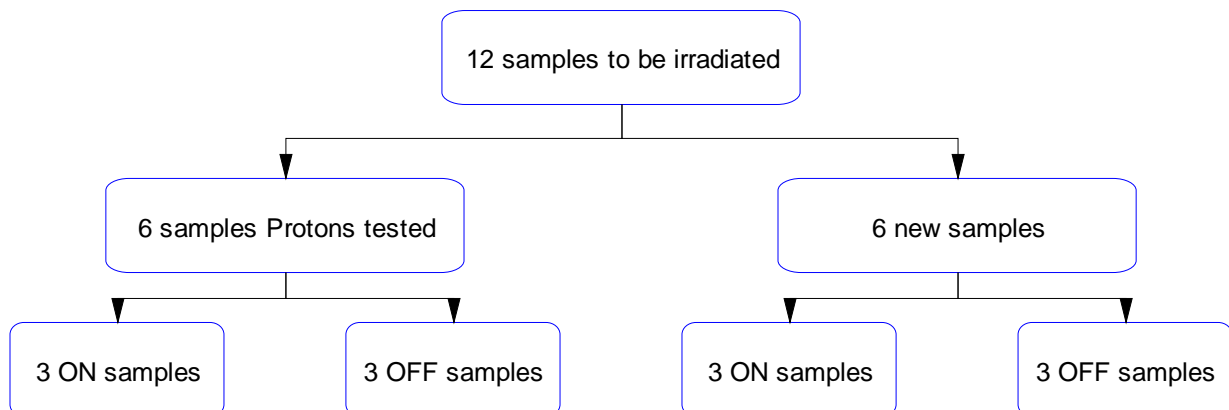 12 samples to be irradiated
6 samples Protons tested
6 new samples
3 ON samples
3 OFF samples
3 ON samples
3 OFF samples